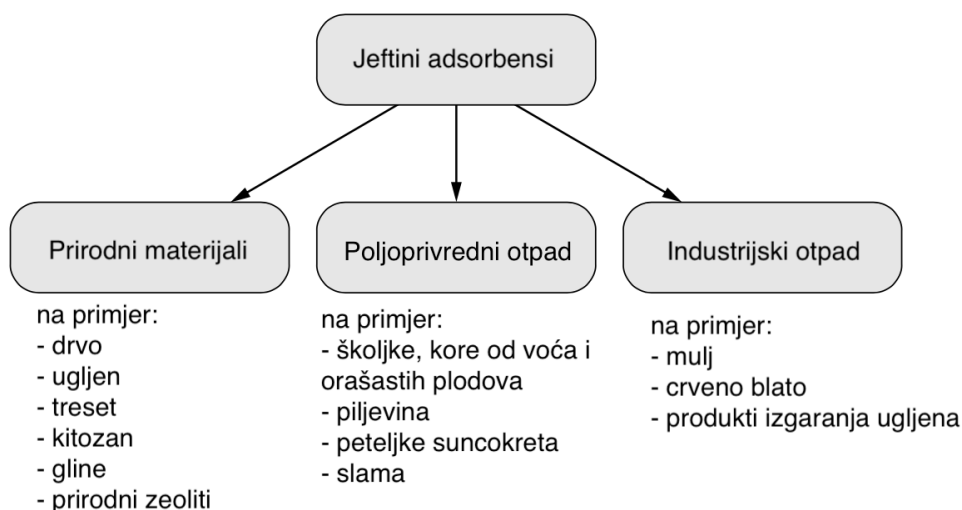 Jeftini adsorbensi
Prirodni materijali
na primjer:
- drvo
- ugljen
- treset
- kitozan
- gline
- prirodni zeoliti
Poljoprivredni otpad
na primjer:
- školjke, kore od voća i
orašastih plodova
- piljevina
- peteljke suncokreta
- slama
Industrijski otpad
na primjer:
- mulj
- crveno blato
- produkti izgaranja ugljena